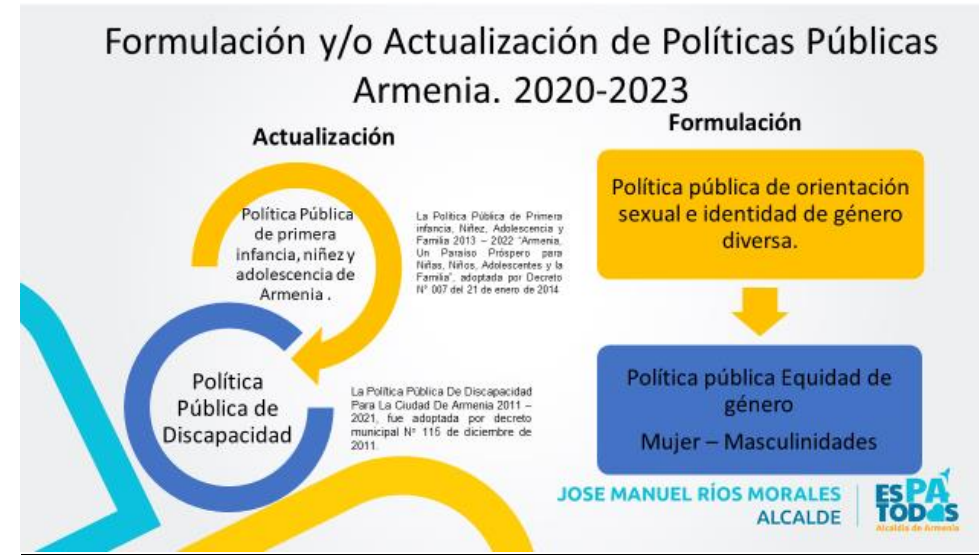 Formulación y/o Actualización de Políticas Públicas
Armenia. 2020-2023
Actualización
Política Pública
de primera
infancia, niñez y
adolescencia de
Armenia .
La Política Pública de Primera
infancia, Niñez, Adolescencia y
Familia 2013 – 2022 “Armenia,
Un Paraíso Próspero para
Niñas, Niños, Adolescentes y la
Familia”, adoptada por Decreto
N° 007 del 21 de enero de 2014
Política
Pública de
Discapacidad
La Política Pública De Discapacidad
Para La Ciudad De Armenia 2011 –
2021, fue adoptada por decreto
municipal N° 115 de diciembre de
2011.
Formulación
Política pública de orientación
sexual e identidad de género
diversa.
Política pública Equidad de
género
Mujer – Masculinidades
JOSE MANUEL RÍOS MORALES
ALCALDE
ES PA
TODOS
Alcaldía de Armenia